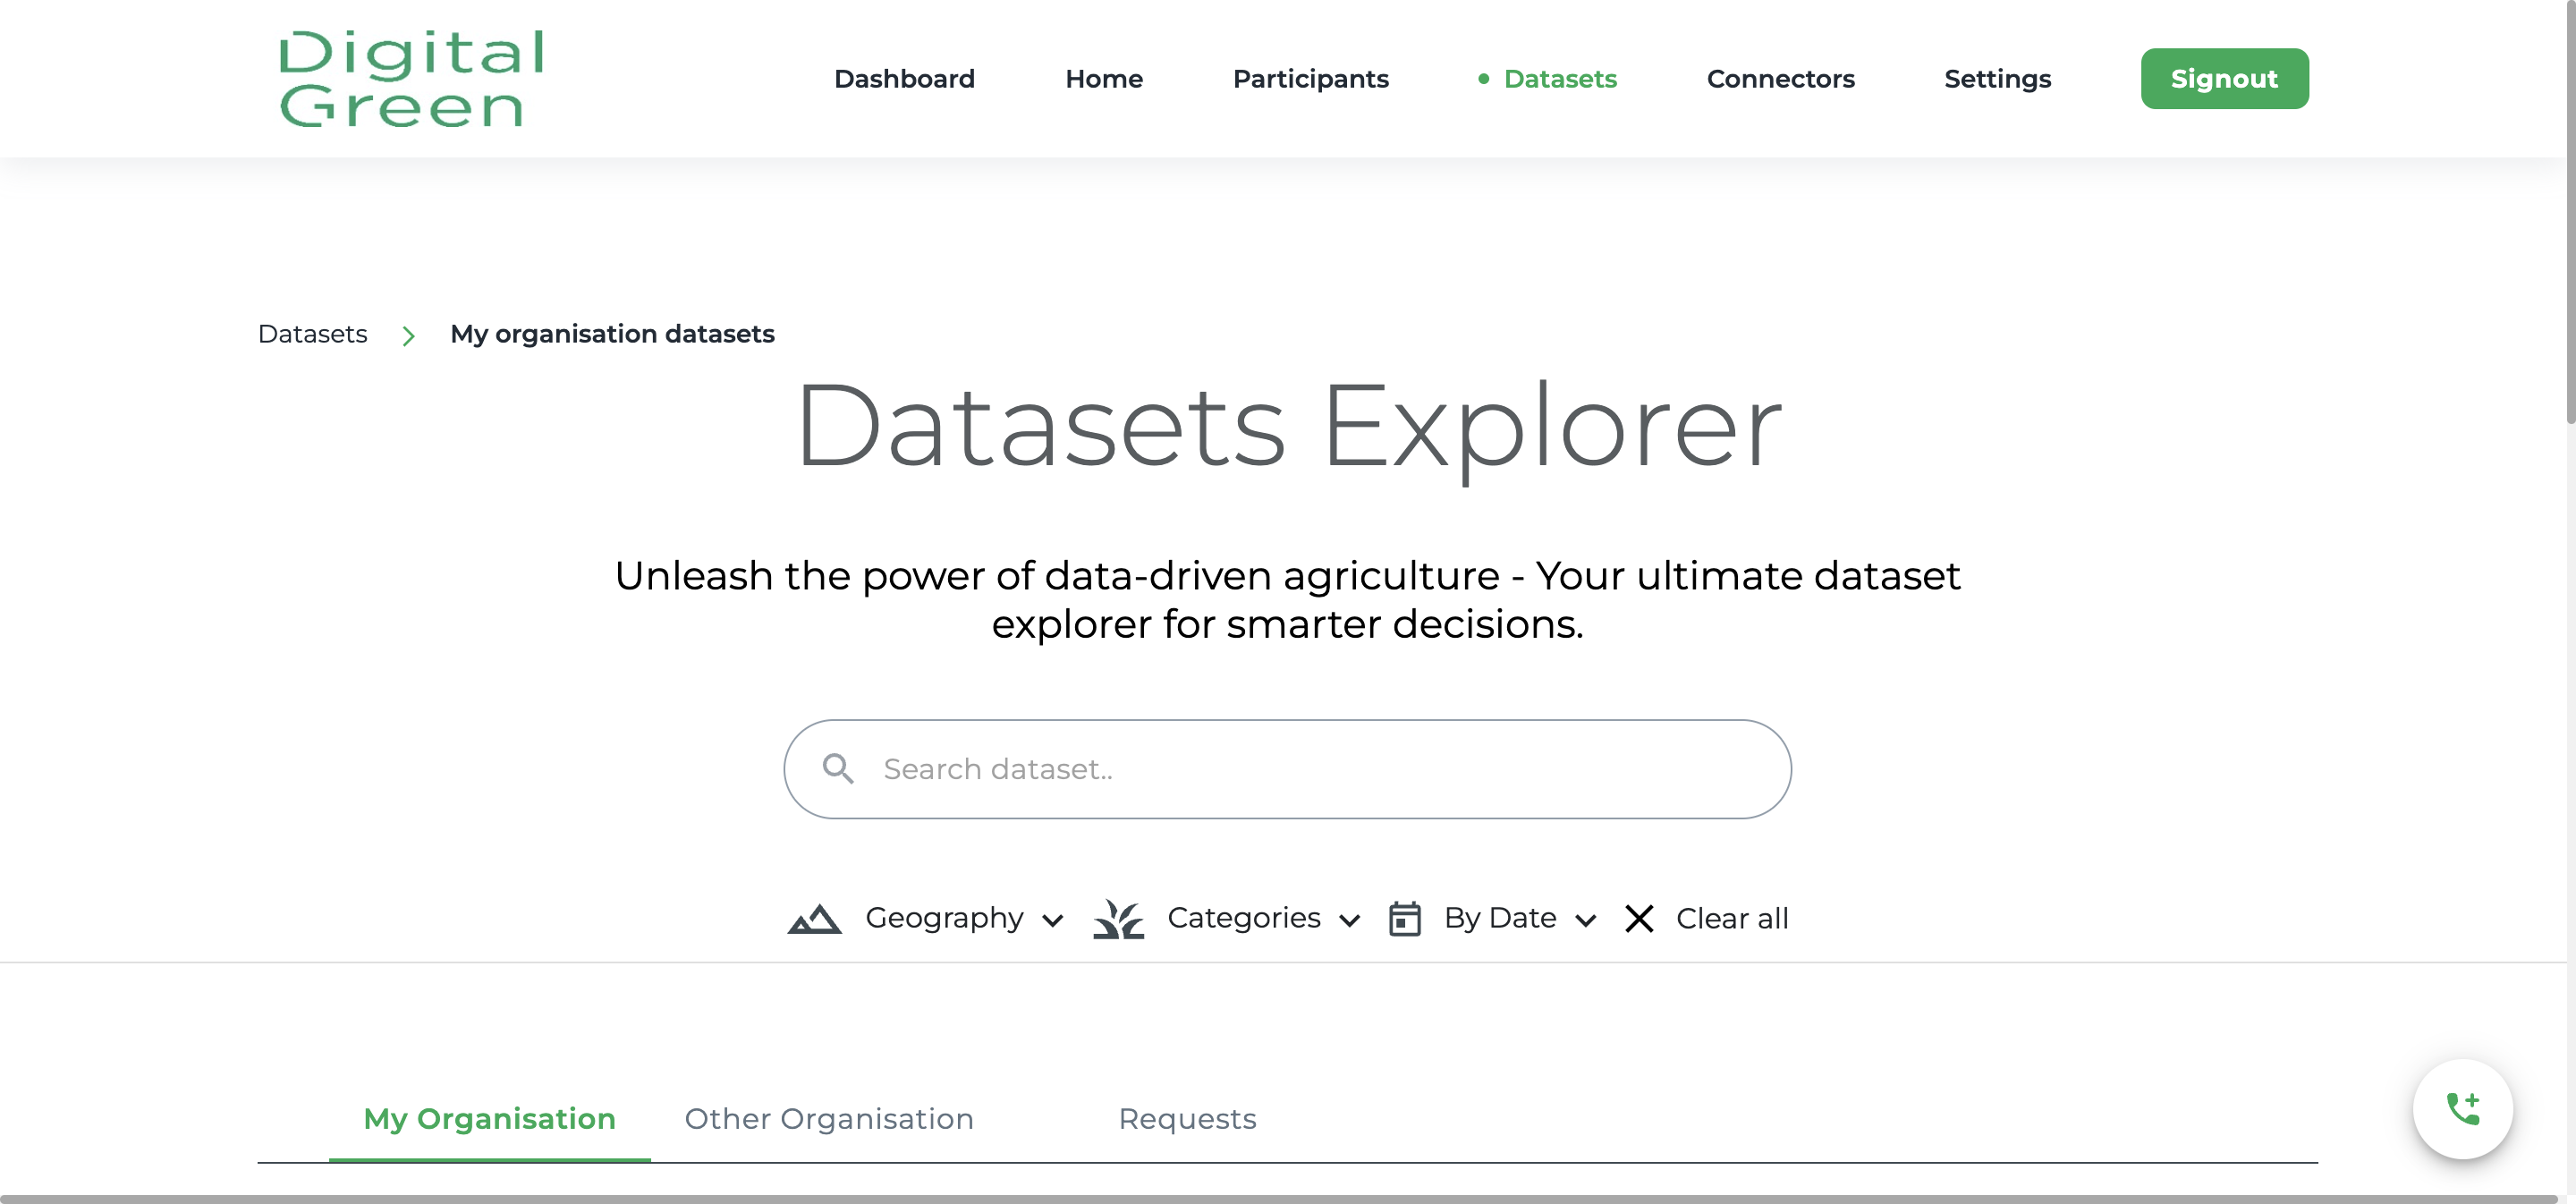 Digital
Green
Dashboard Home Participants Datasets Connectors Settings Signout
Datasets My organisation datasets
Datasets Explorer
Unleash the power of data-driven agriculture - Your ultimate dataset
explorer for smarter decisions.
Search dataset..
Geography Categories By Date Clear all
My Organisation Other Organisation Requests